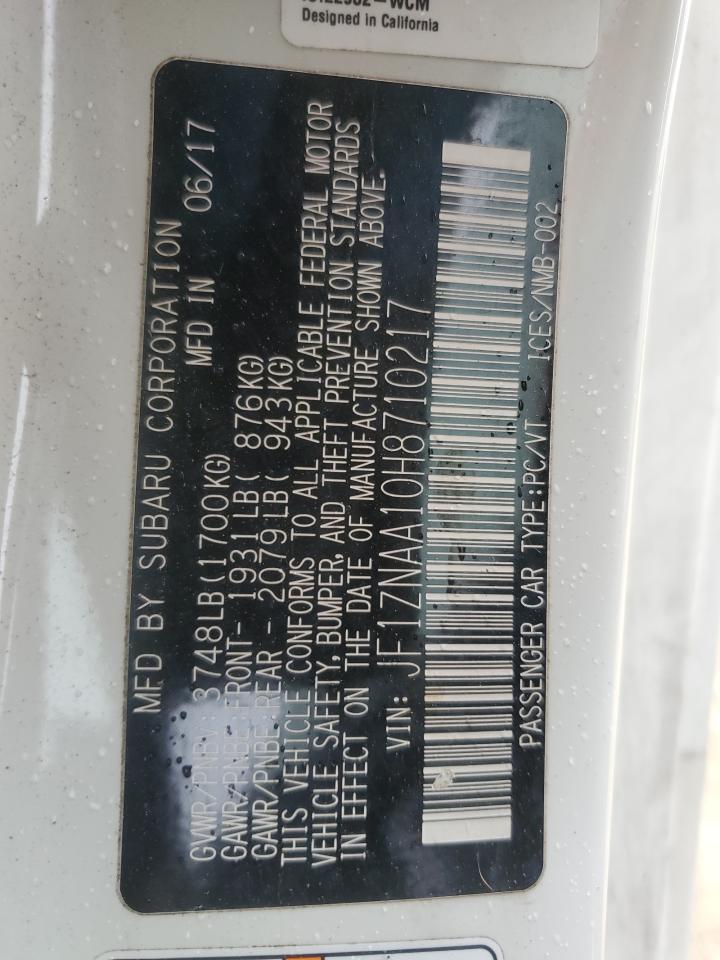 Designed in California
MFD BY SUBARU CORPORATION
MFD IN 06/17
GVWR/PNBV: 3748LB(1700KG)
GAWR/PNBE:FRONT- 1931LB( 876KG)
GAWR/PNBE:REAR - 2079LB( 943KG)
THIS VEHICLE CONFORMS TO ALL APPLICABLE FEDERAL MOTOR
VEHICLE SAFETY, BUMPER, AND THEFT PREVENTION STANDARDS
IN EFFECT ON THE DATE OF MANUFACTURE SHOWN ABOVE.
VIN: JF1ZNAA10H8710217
PASSENGER CAR TYPE:PC/VT ICES/NMB-002